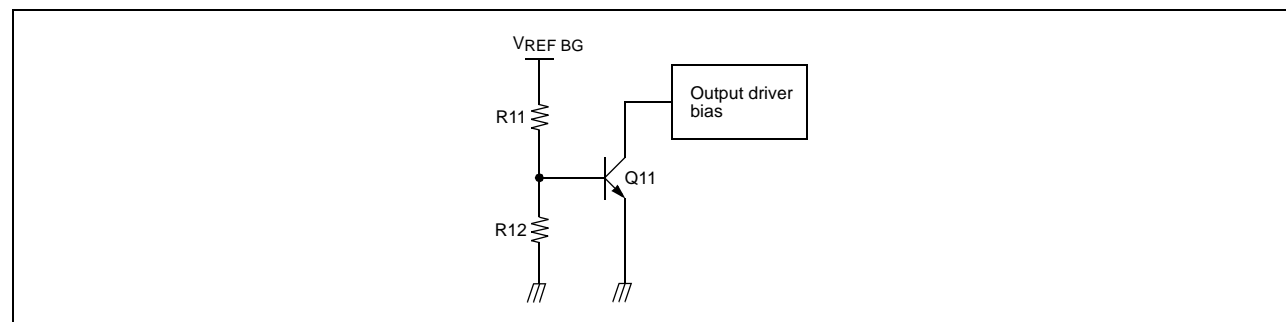 VREF BG
R11
Output driver
bias
Q11
R12